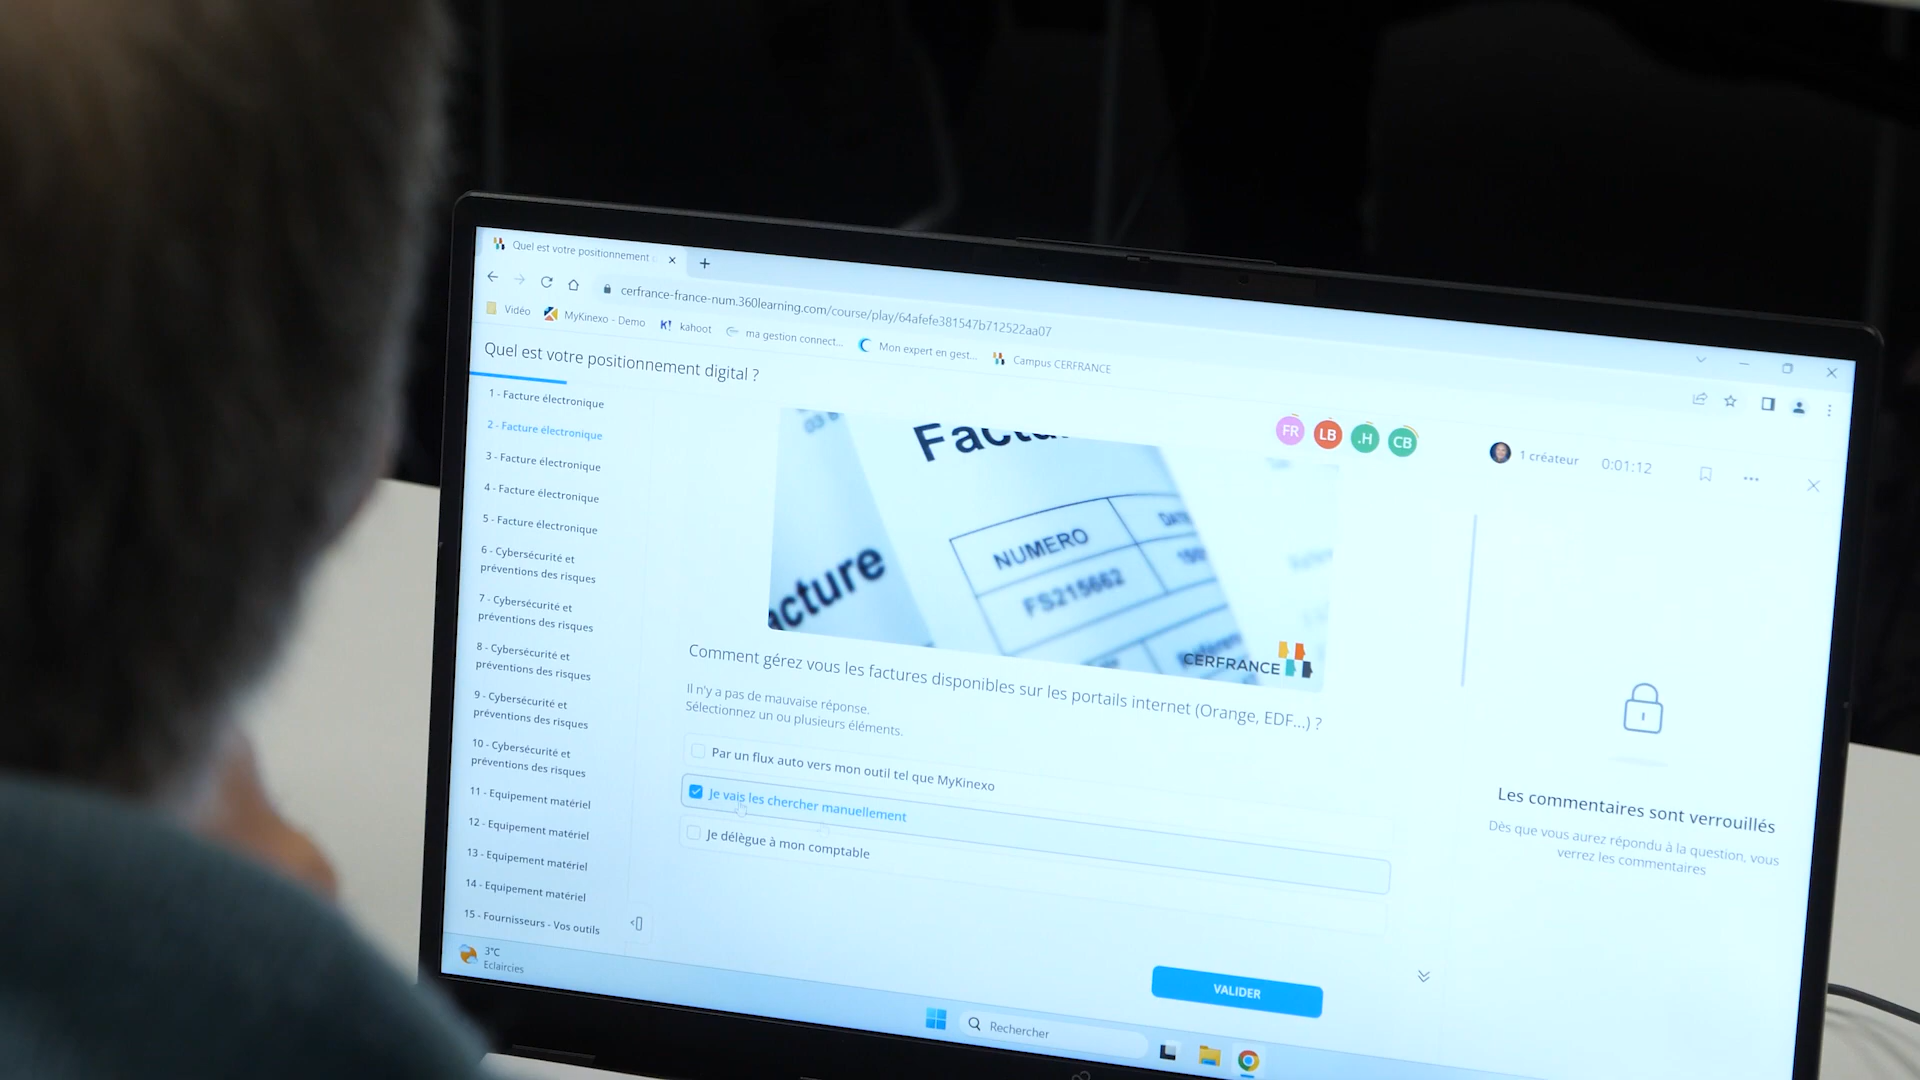 Quel est votre positionnement
cerfrance-france-num.360learning.com/course/play/64afefe381547b712522aa07
Vidéo
MyKinexo - Demo
K! kahoot
ma gestion connect...
Mon expert en gest...
Campus CERFRANCE
Quel est votre positionnement digital ?
1 - Facture électronique
2 - Facture électronique
3 - Facture électronique
4 - Facture électronique
5 - Facture électronique
6 - Cybersécurité et
préventions des risques
7 - Cybersécurité et
préventions des risques
8 - Cybersécurité et
préventions des risques
9 - Cybersécurité et
préventions des risques
10 - Cybersécurité et
préventions des risques
11 - Equipement matériel
12 - Equipement matériel
13 - Equipement matériel
14 - Equipement matériel
15 - Fournisseurs - Vos outils
FR
LB
.H
CB
1 créateur
0:01:12
Factu
acture
NUMERO
DATE
FS215662
CERFRANCE
Comment gérez vous les factures disponibles sur les portails internet (Orange, EDF...) ?
Il n'y a pas de mauvaise réponse.
Sélectionnez un ou plusieurs éléments.
Par un flux auto vers mon outil tel que MyKinexo
Je vais les chercher manuellement
Je délègue à mon comptable
VALIDER
Les commentaires sont verrouillés
Dès que vous aurez répondu à la question, vous
verrez les commentaires
3°C
Eclaircies
Rechercher